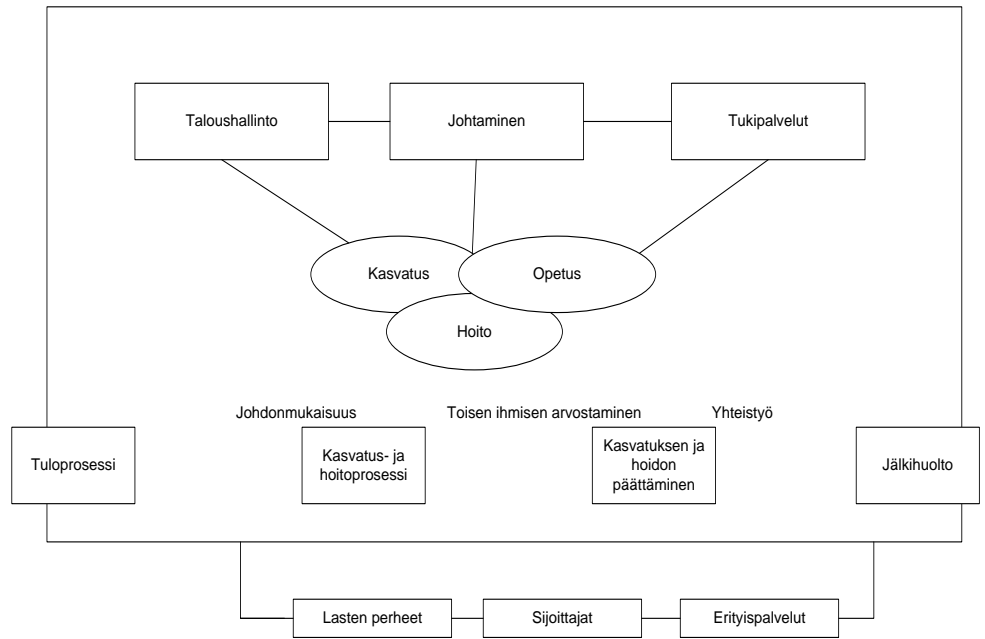 Taloushallinto
Johtaminen
Tukipalvelut
Kasvatus
Opetus
Hoito
Johdonmukaisuus
Toisen ihmisen arvostaminen
Yhteistyö
Tuloprosessi
Kasvatus- ja
hoitoprosessi
Kasvatuksen ja
hoidon
päättäminen
Jälkihuolto
Lasten perheet
Sijoittajat
Erityispalvelut